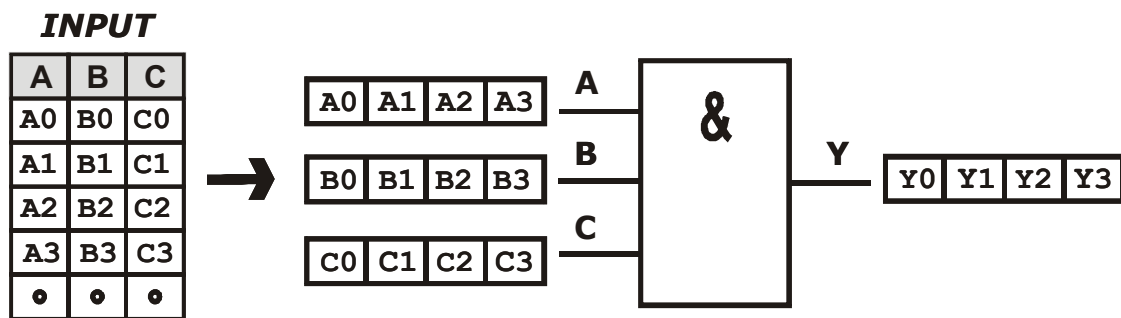 INPUT
A B C
A0 B0 C0
A1 B1 C1
A2 B2 C2
A3 B3 C3
A0 A1 A2 A3
A
B0 B1 B2 B3
B
C0 C1 C2 C3
C
&
Y
Y0 Y1 Y2 Y3